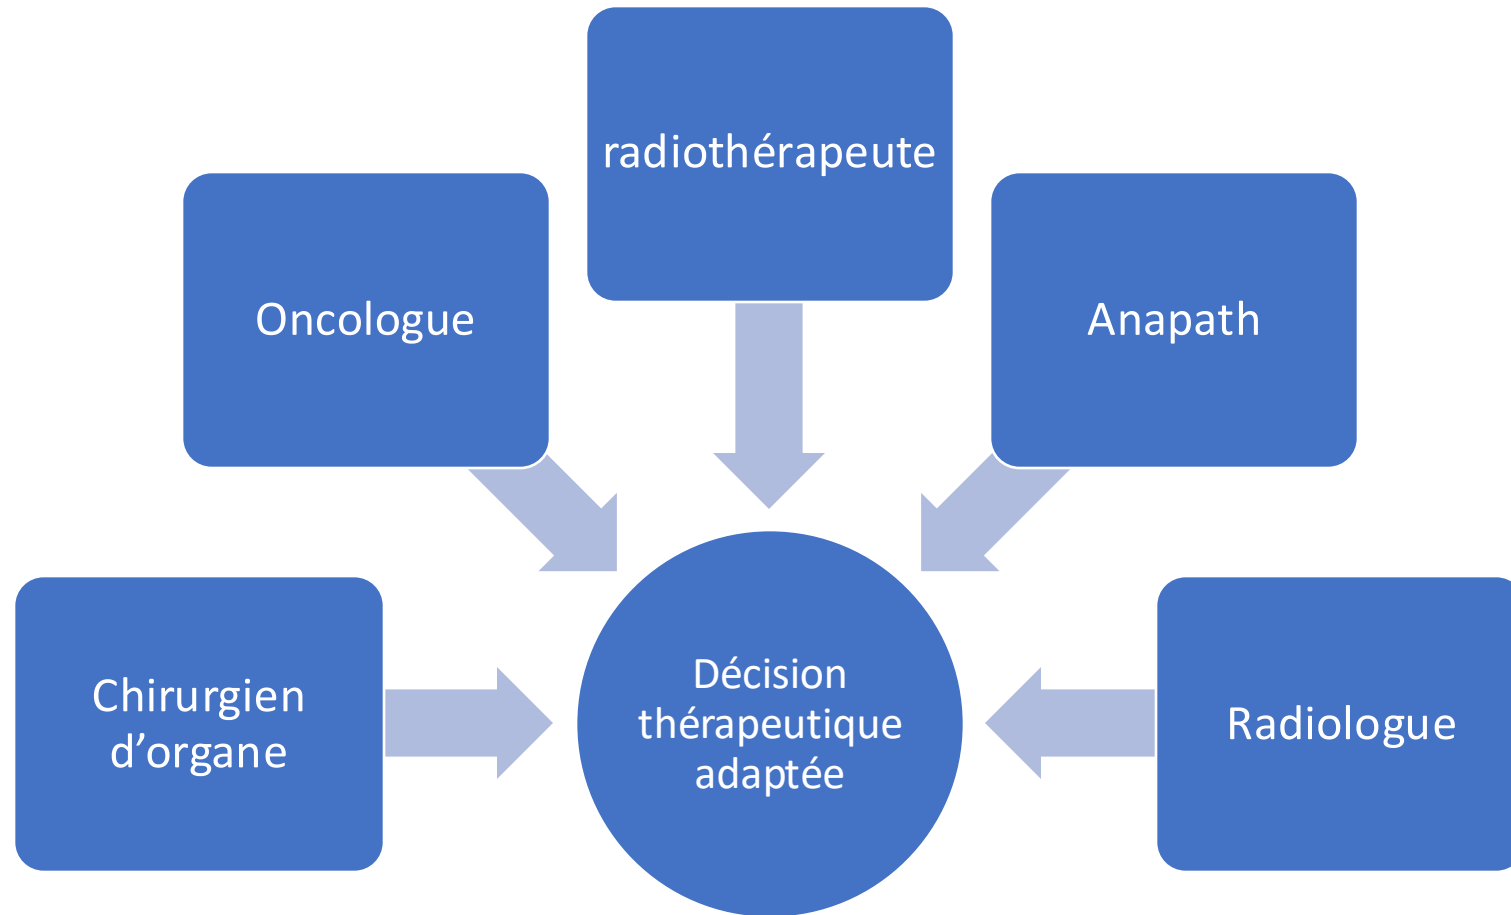 radiothérapeute
Oncologue
Anapath
Chirurgien
d’organe
Décision
thérapeutique
adaptée
Radiologue